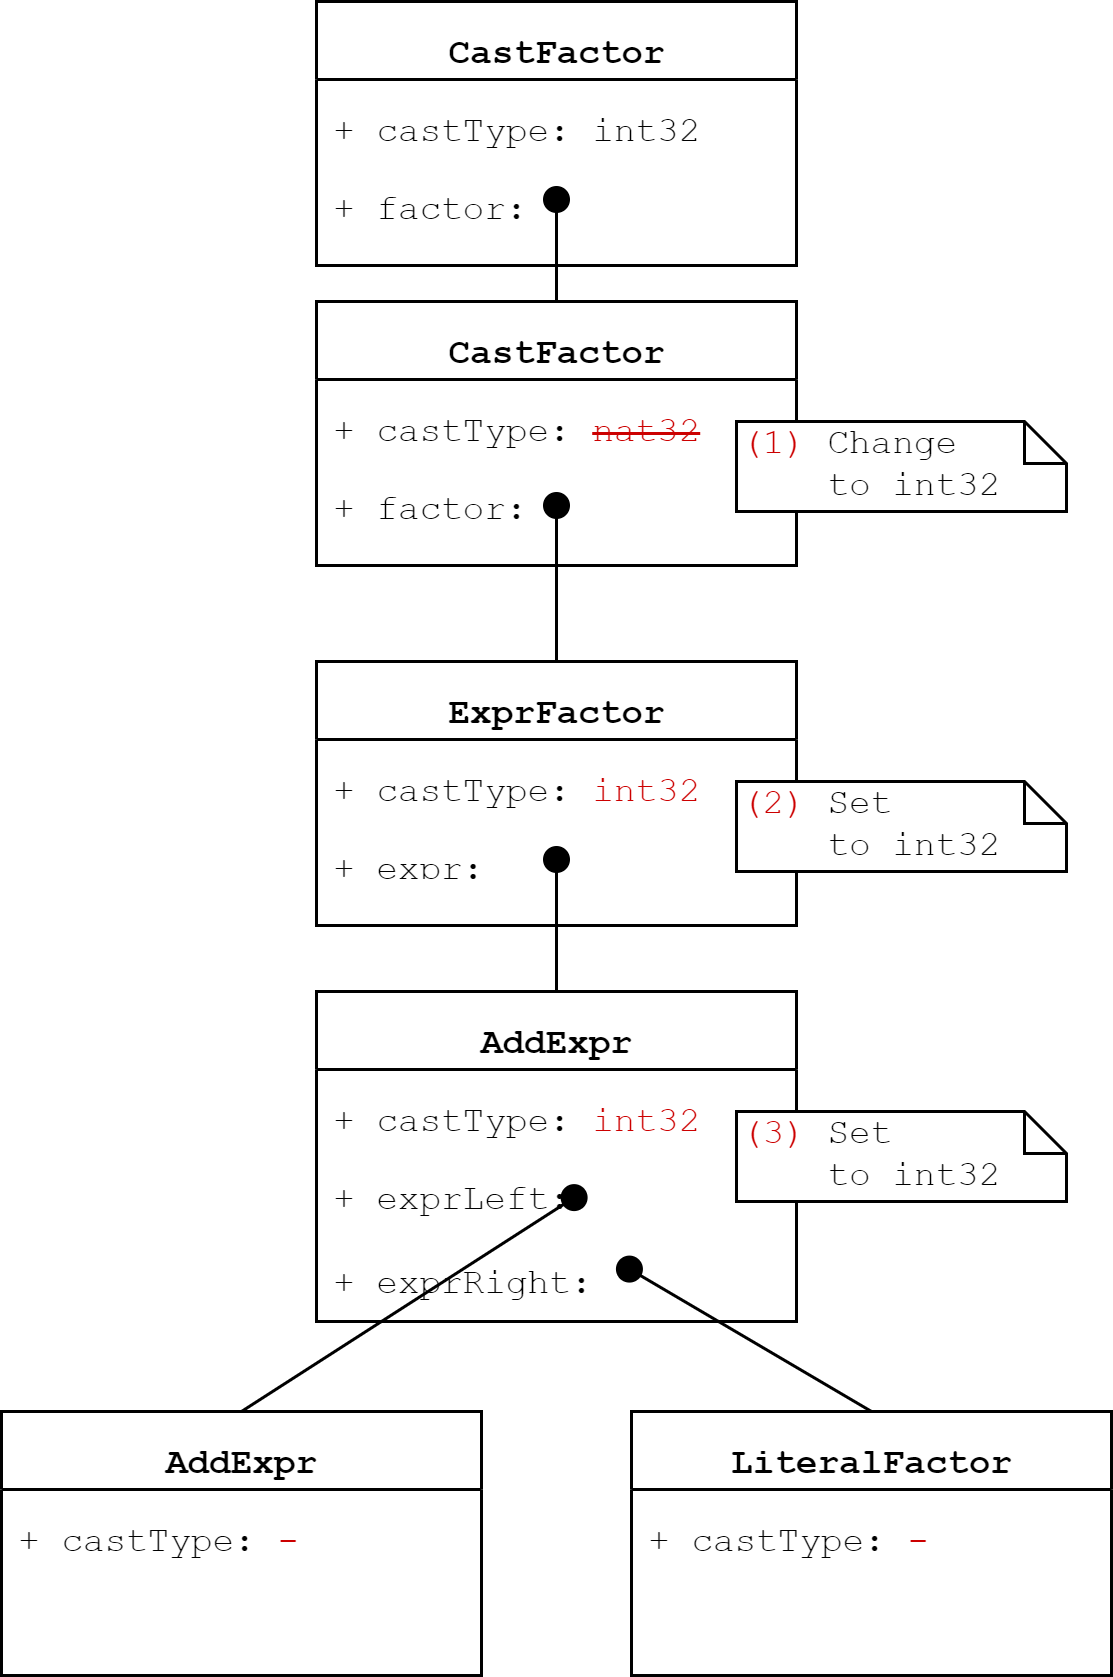 CastFactor
+ castType: int32
+ factor:
CastFactor
+ castType: nat32
(1) Change
to int32
+ factor:
ExprFactor
+ castType: int32
(2) Set
to int32
+ expr:
AddExpr
+ castType: int32
(3) Set
to int32
+ exprLeft:
+ exprRight:
AddExpr
+ castType: -
LiteralFactor
+ castType: -